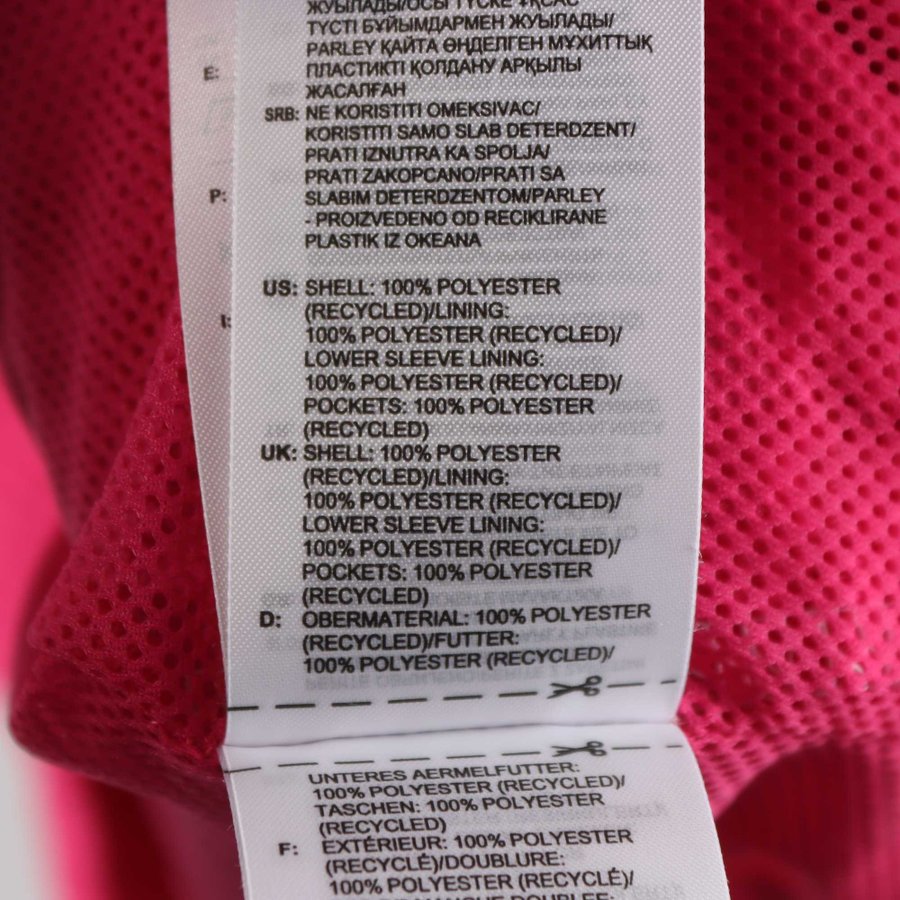 ЖУЫЛАДЫ/ОСЫ ТҮСКЕ ҰҚСАС
ТҮСТІ БҰЙЫМДАРМЕН ЖУЫЛАДЫ/
PARLEY ҚАЙТА ӨҢДЕЛГЕН МҰХИТТЫҚ
ПЛАСТИКТІ ҚОЛДАНУ АРҚЫЛЫ
ЖАСАЛҒАН
SRB: NE KORISTITI OMEKSIVAC/
KORISTITI SAMO SLAB DETERDZENT/
PRATI IZNUTRA KA SPOLJA/
PRATI ZAKOPCANO/PRATI SA
SLABIM DETERDZENTOM/PARLEY
- PROIZVEDENO OD RECIKLIRANE
PLASTIK IZ OKEANA
US: SHELL: 100% POLYESTER
(RECYCLED)/LINING:
100% POLYESTER (RECYCLED)/
LOWER SLEEVE LINING:
100% POLYESTER (RECYCLED)/
POCKETS: 100% POLYESTER
(RECYCLED)
UK: SHELL: 100% POLYESTER
(RECYCLED)/LINING:
100% POLYESTER (RECYCLED)/
LOWER SLEEVE LINING:
100% POLYESTER (RECYCLED)/
POCKETS: 100% POLYESTER
(RECYCLED)
D: OBERMATERIAL: 100% POLYESTER
(RECYCLED)/FUTTER:
100% POLYESTER (RECYCLED)/
UNTERES AERMELFUTTER:
100% POLYESTER (RECYCLED)/
TASCHEN: 100% POLYESTER
(RECYCLED)
F: EXTÉRIEUR: 100% POLYESTER
(RECYCLÉ)/DOUBLURE:
100% POLYESTER (RECYCLÉ)/
E:
P:
I: